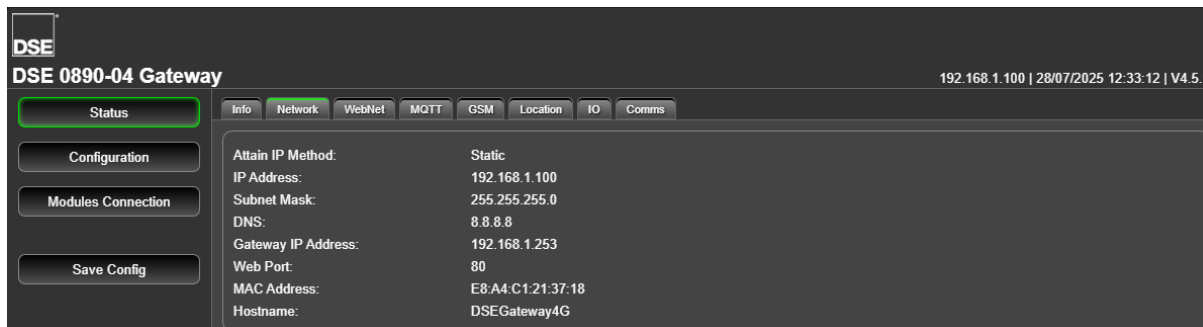 DSE
DSE 0890-04 Gateway
192.168.1.100 | 28/07/2025 12:33:12 | V4.5.
Status
Info Network WebNet MQTT GSM Location IO Comms
Configuration
Modules Connection
Save Config
Attain IP Method: Static
IP Address: 192.168.1.100
Subnet Mask: 255.255.255.0
DNS: 8.8.8.8
Gateway IP Address: 192.168.1.253
Web Port: 80
MAC Address: E8:A4:C1:21:37:18
Hostname: DSEGateway4G